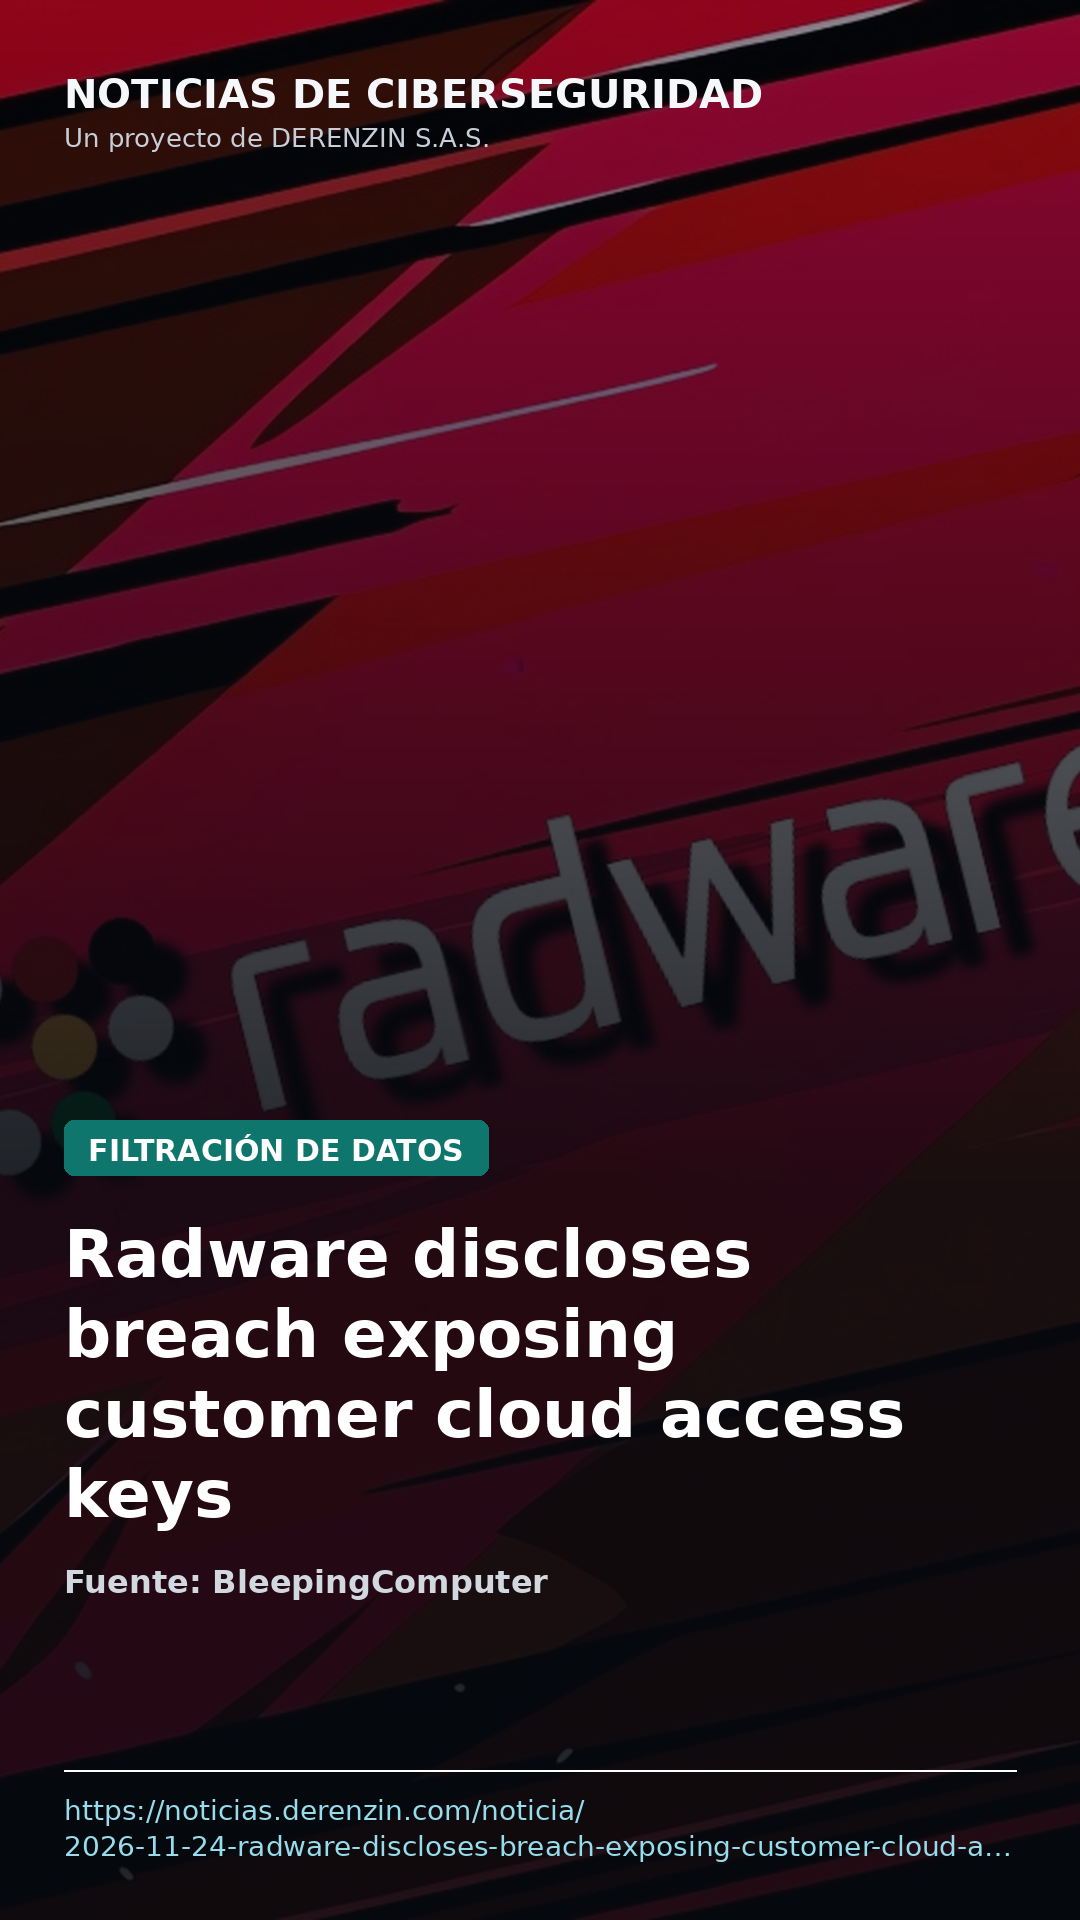 NOTICIAS DE CIBERSEGURIDAD
Un proyecto de DERENZIN S.A.S.
radware
FILTRACIÓN DE DATOS
Radware discloses
breach exposing
customer cloud access
keys
Fuente: BleepingComputer
https://noticias.derenzin.com/noticia/
2026-11-24-radware-discloses-breach-exposing-customer-cloud-a...